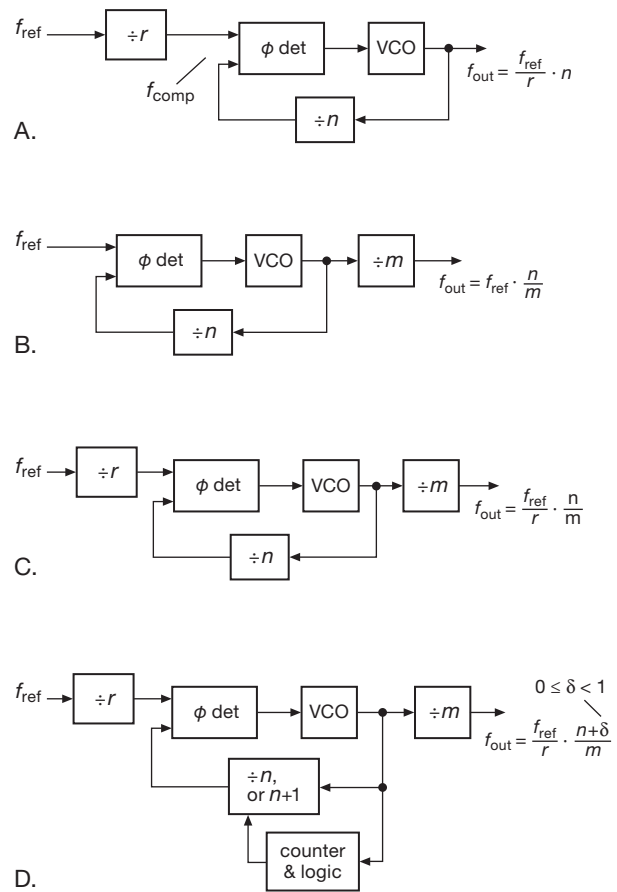 f_ref
÷r
ϕ det
VCO
f_out = f_ref/r · n
f_comp
÷n
A.
f_ref
ϕ det
VCO
÷m
f_out = f_ref · n/m
÷n
B.
f_ref
÷r
ϕ det
VCO
÷m
f_out = f_ref/r · n/m
÷n
C.
f_ref
÷r
ϕ det
VCO
÷m
0 ≤ δ < 1
f_out = f_ref/r · n+δ/m
÷n,
or n+1
counter
& logic
D.